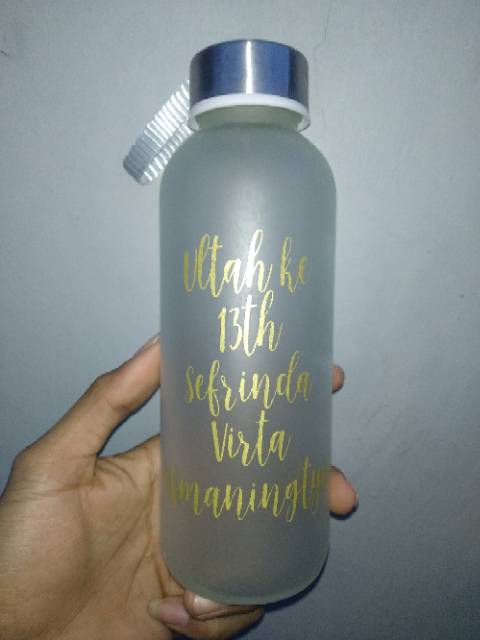 Ultah ke
13th
Sefrinda
Virta